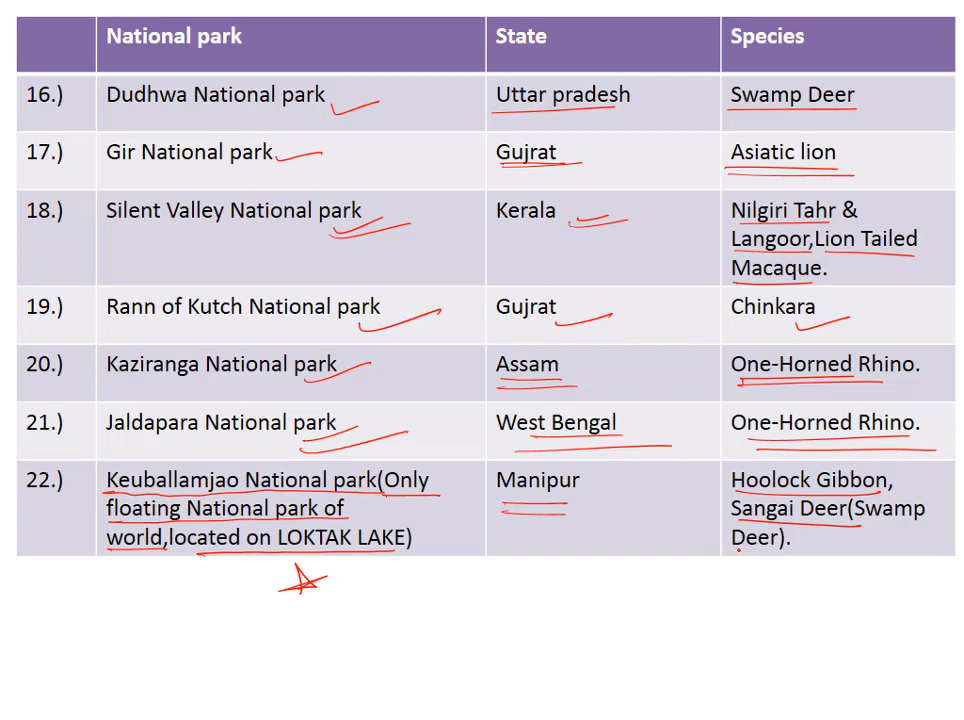 National park State Species
16.) Dudhwa National park Uttar pradesh Swamp Deer
17.) Gir National park Gujrat Asiatic lion
18.) Silent Valley National park Kerala Nilgiri Tahr &
Langoor,Lion Tailed
Macaque.
19.) Rann of Kutch National park Gujrat Chinkara
20.) Kaziranga National park Assam One-Horned Rhino.
21.) Jaldapara National park West Bengal One-Horned Rhino.
22.) Keuballamjao National park(Only Manipur Hoolock Gibbon,
floating National park of Sangai Deer(Swamp
world,located on LOKTAK LAKE) Deer).